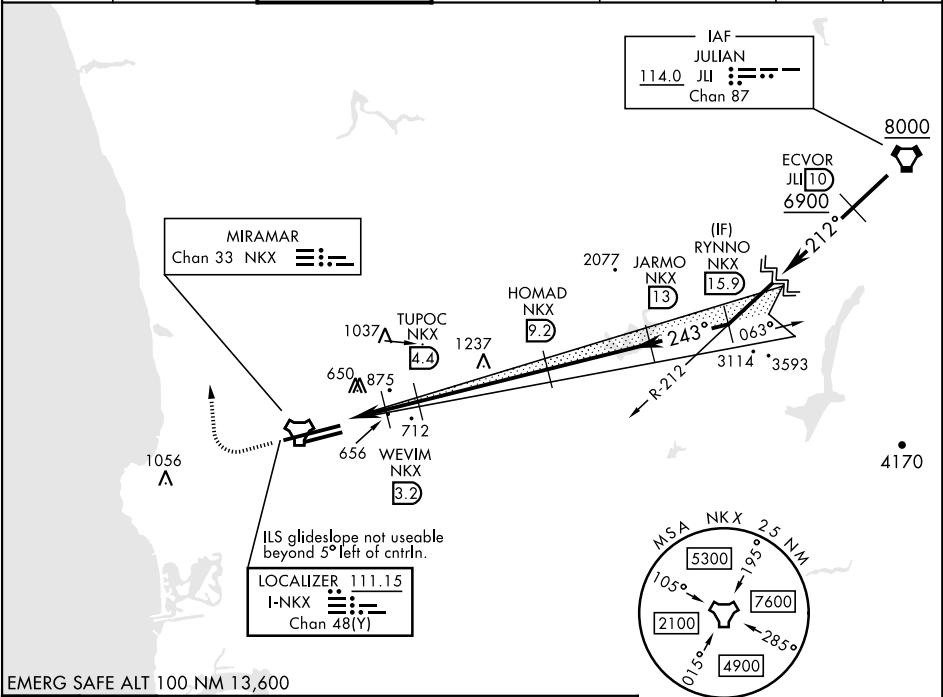 IAF
JULIAN
114.0 JLI
Chan 87
8000
ECVOR
JLI 10
6900
212°
(IF)
RYNNO
NKX
15.9
JARMO
NKX
13
2077
HOMAD
NKX
9.2
243°
063°
3114
3593
R-212
MIRAMAR
Chan 33 NKX
1037
TUPOC
NKX
4.4
1237
650
875
712
656
WEVIM
NKX
3.2
1056
4170
ILS glideslope not useable
beyond 5° left of cntrln.
LOCALIZER 111.15
I-NKX
Chan 48(Y)
MSA NKX 25 NM
5300
195°
105°
7600
2100
285°
015°
4900
EMERG SAFE ALT 100 NM 13,600